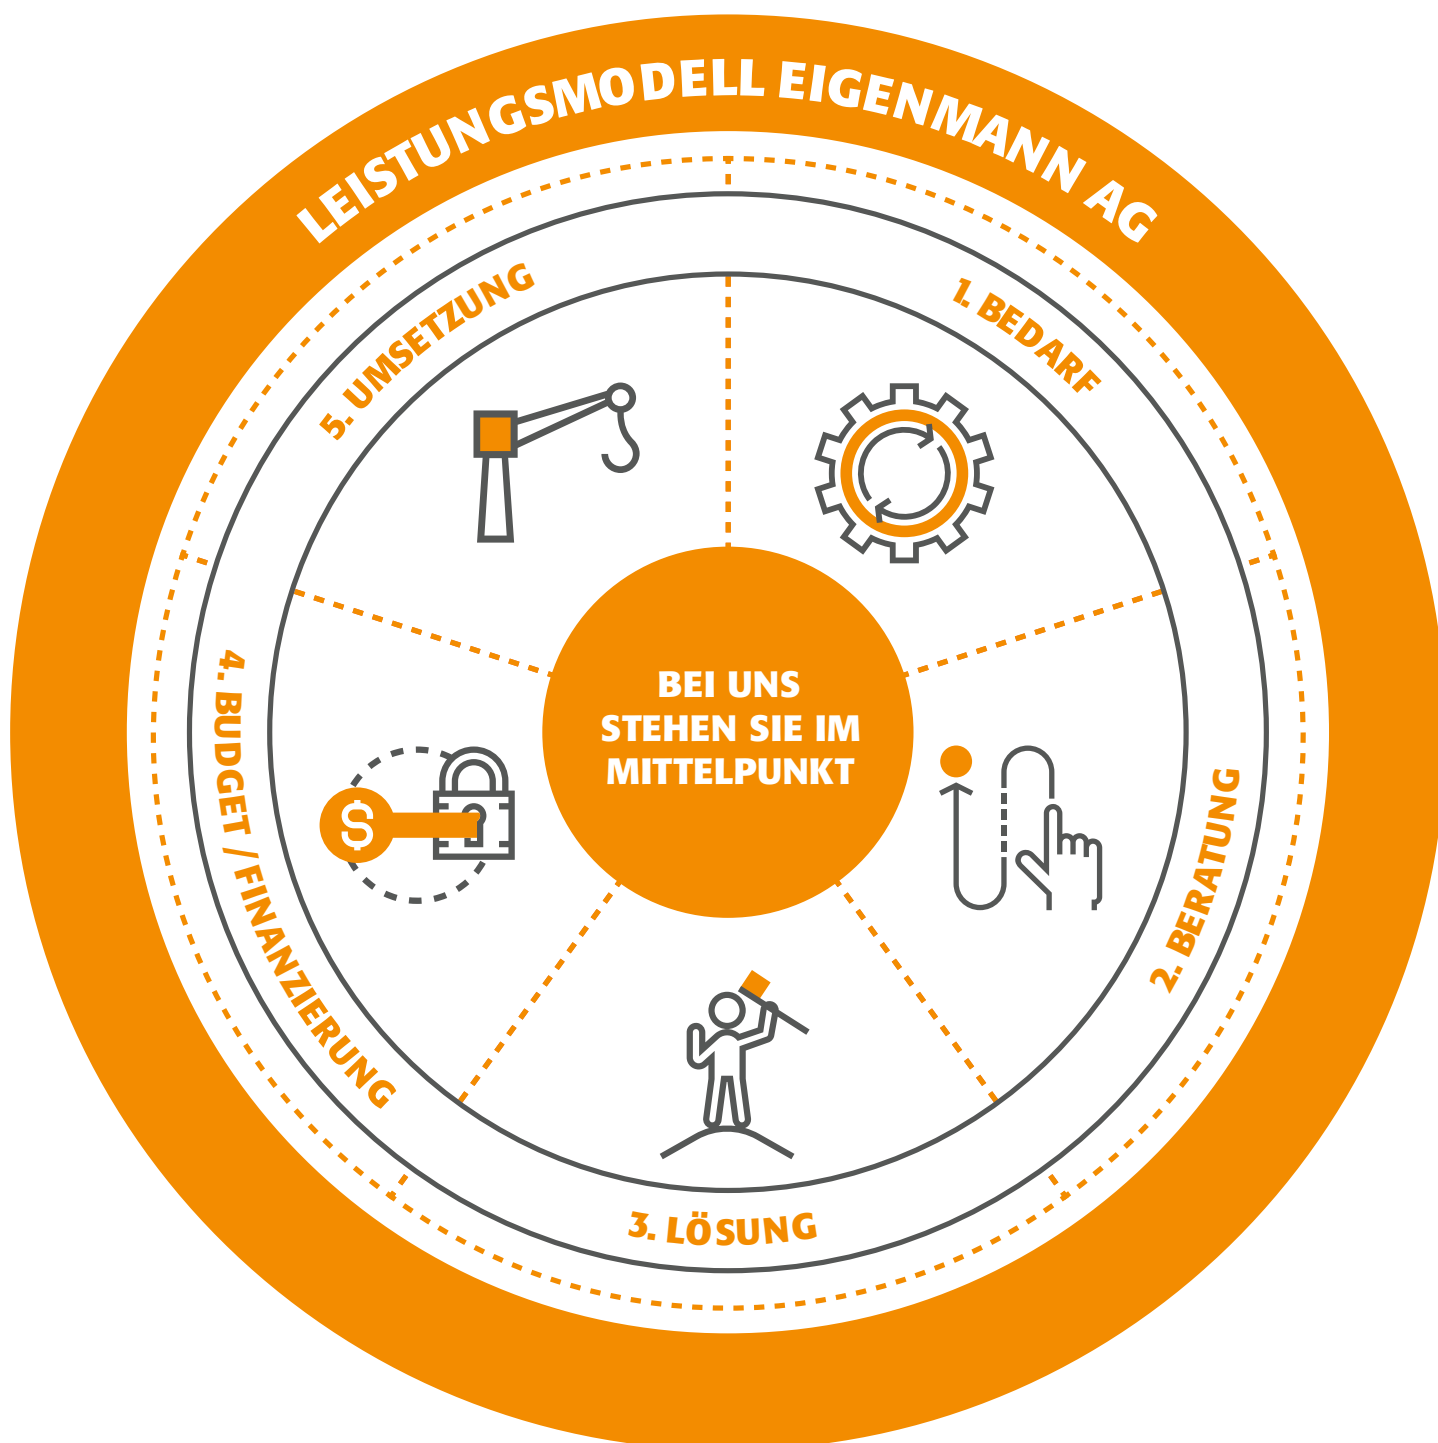 LEISTUNGSMODELL EIGENMANN AG
1. BEDARF
2. BERATUNG
3. LÖSUNG
4. BUDGET / FINANZIERUNG
5. UMSETZUNG
BEI UNS
STEHEN SIE IM
MITTELPUNKT
$